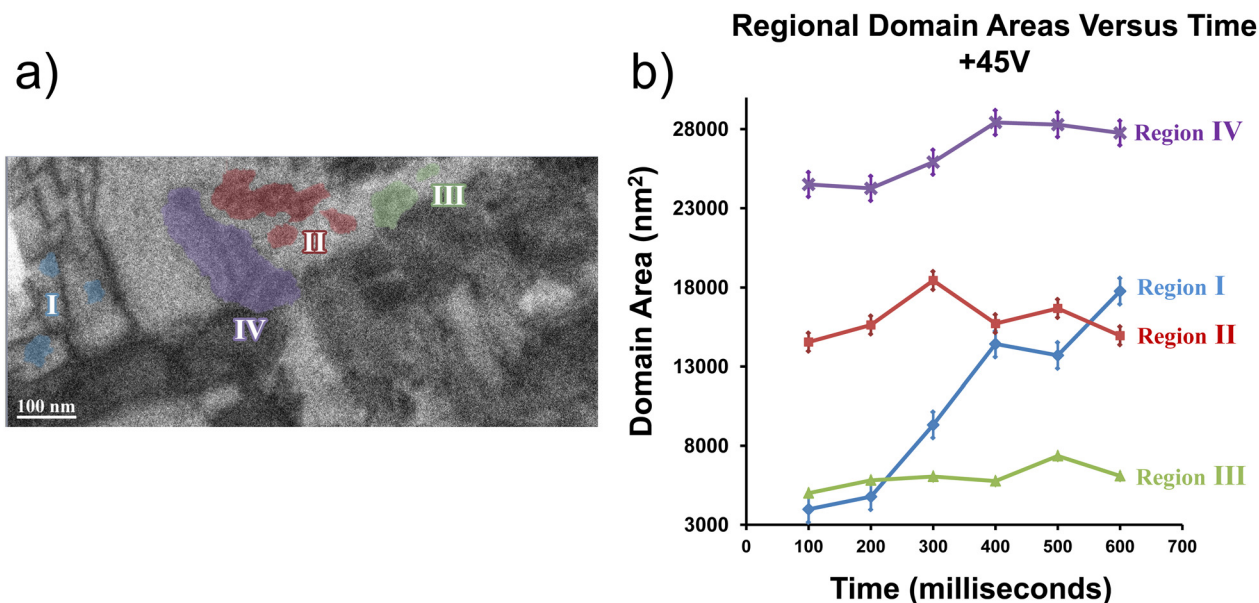 a)
I
II
III
IV
100 nm
b)
Regional Domain Areas Versus Time
+45V
Domain Area (nm²)
28000
23000
18000
13000
8000
3000
0 100 200 300 400 500 600 700
Time (milliseconds)
Region IV
Region I
Region II
Region III